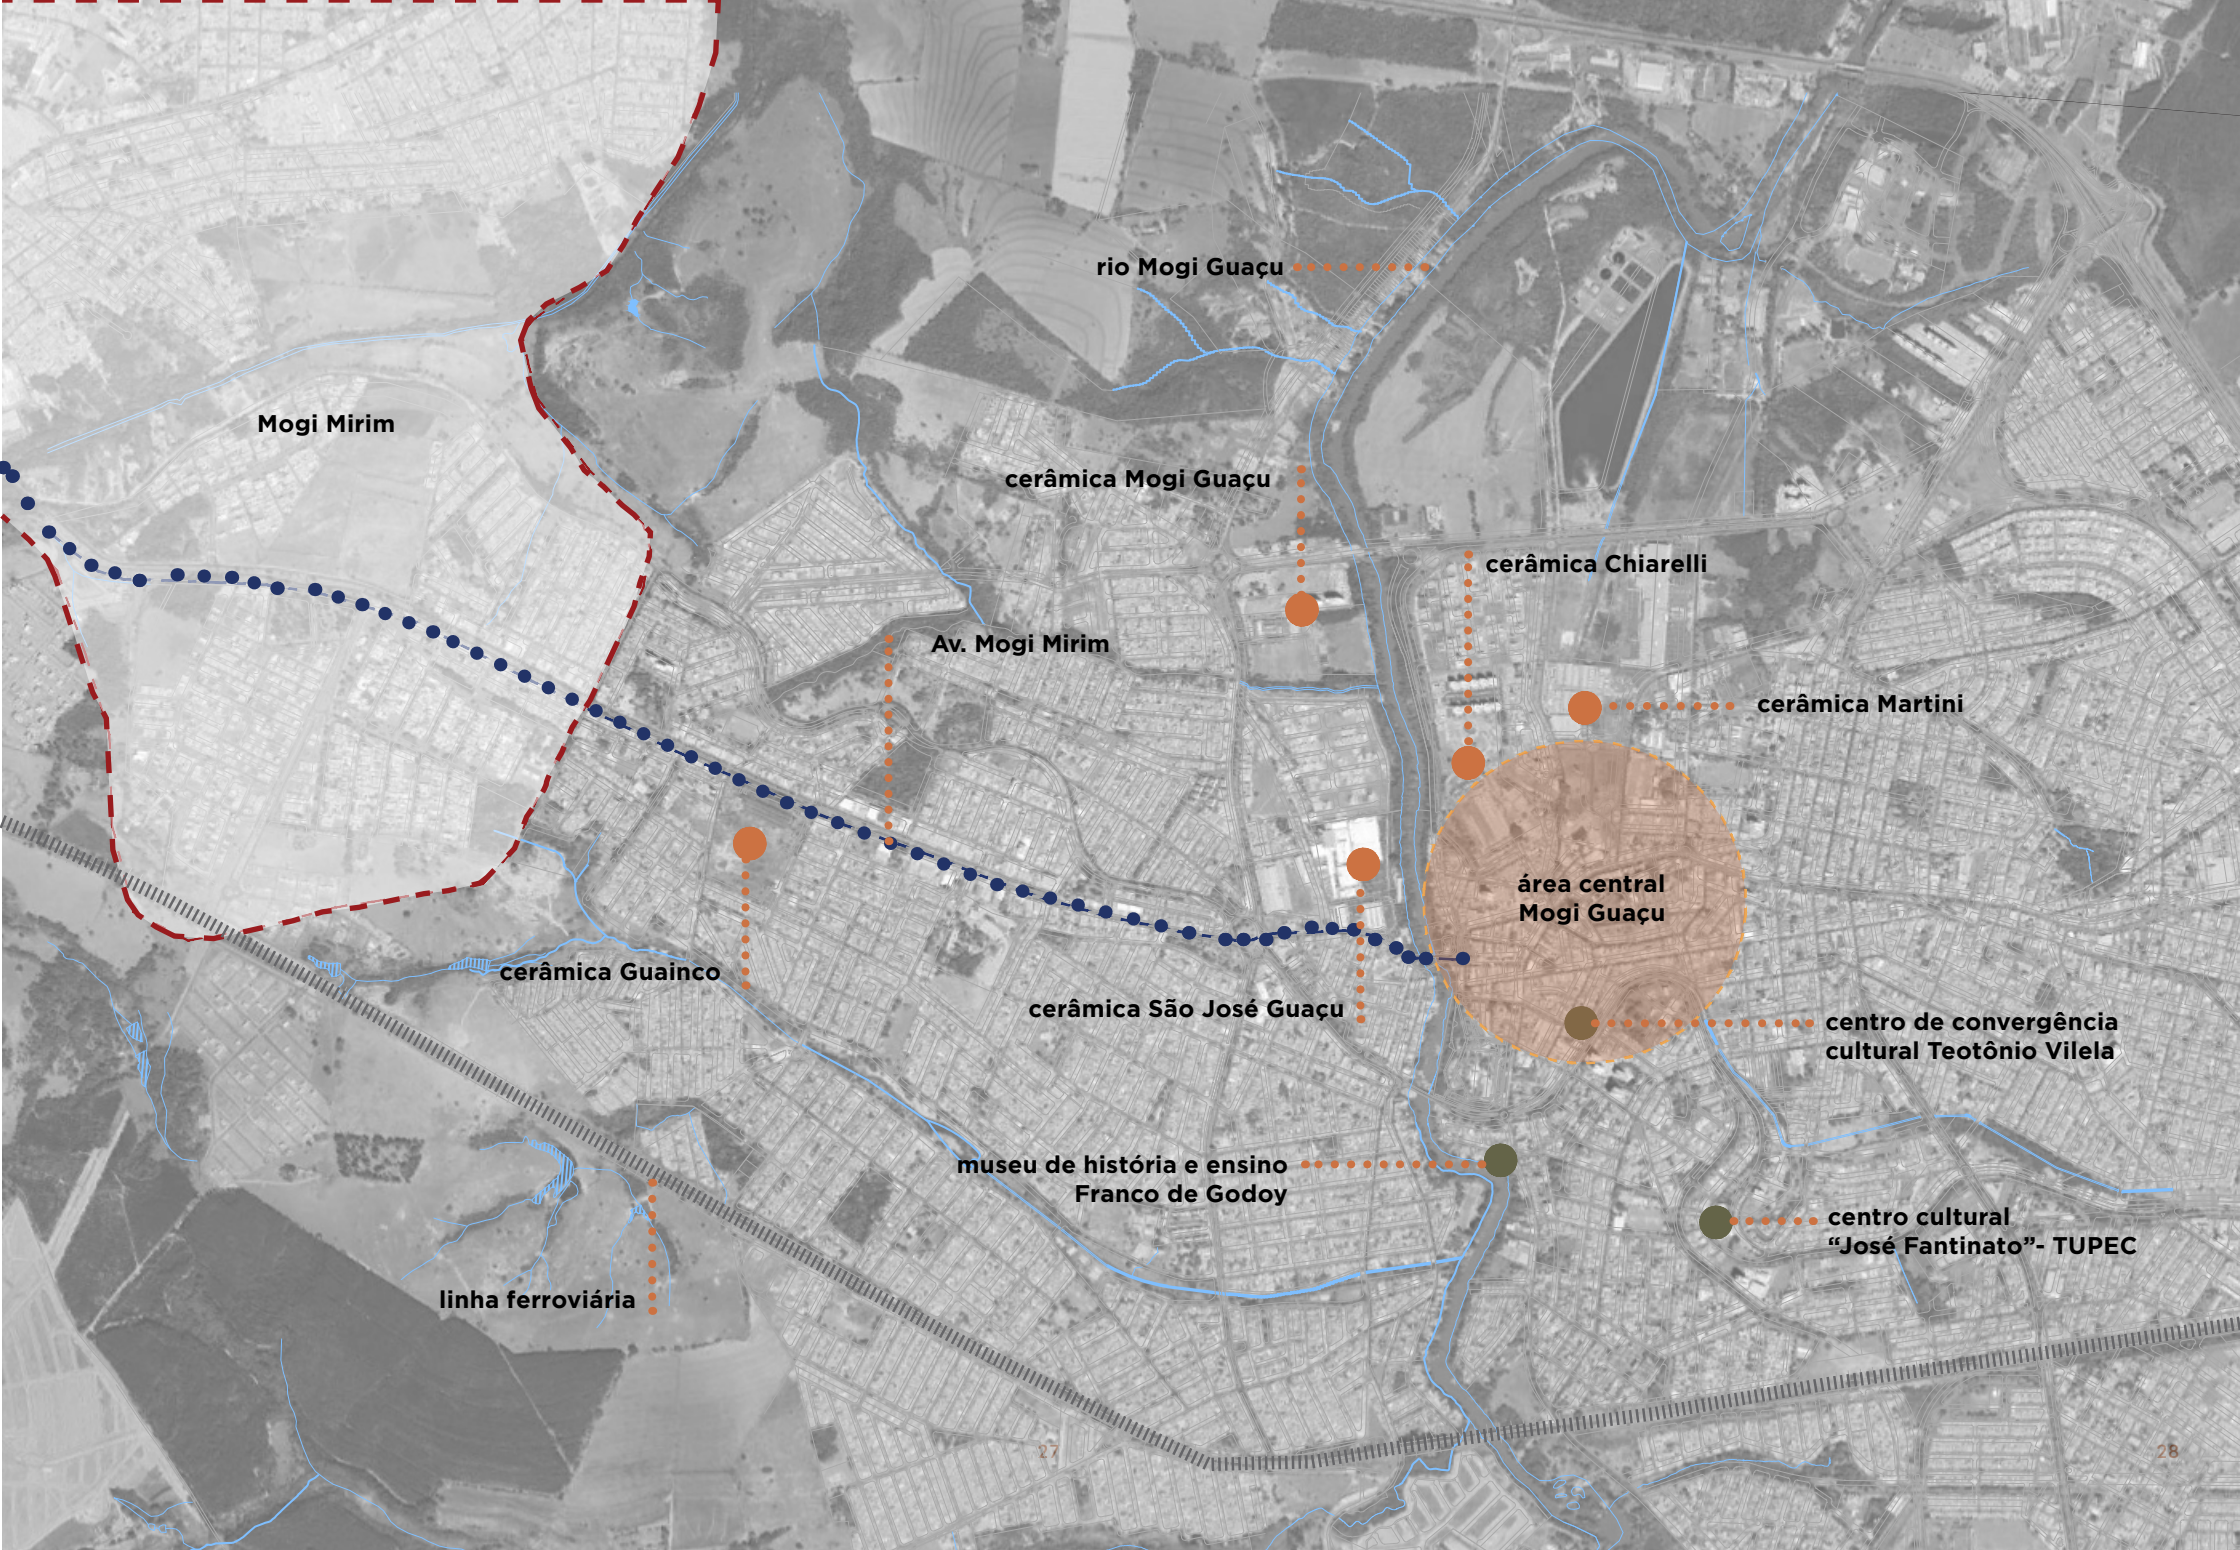 rio Mogi Guaçu
Mogi Mirim
cerâmica Mogi Guaçu
cerâmica Chiarelli
Av. Mogi Mirim
cerâmica Martini
área central
Mogi Guaçu
cerâmica Guainco
cerâmica São José Guaçu
centro de convergência
cultural Teotônio Vilela
museu de história e ensino
Franco de Godoy
centro cultural
“José Fantinato”- TUPEC
linha ferroviária
27
28